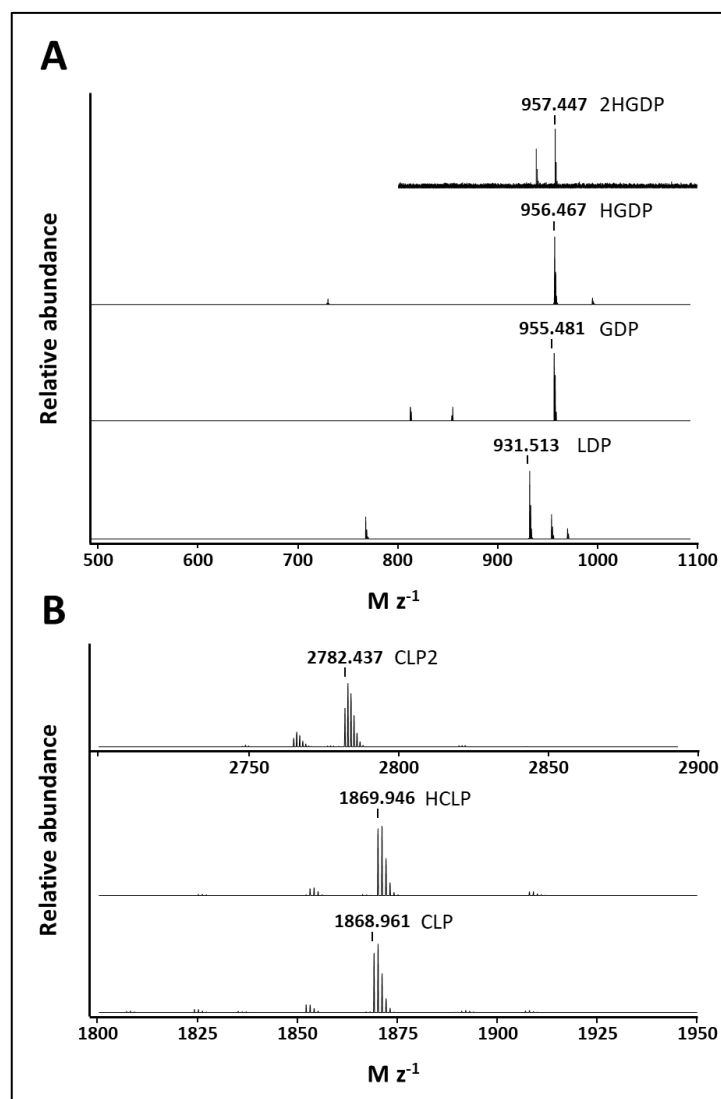 A
957.447 2HGDP
956.467 HGDP
955.481 GDP
931.513 LDP
Relative abundance
500 600 700 800 900 1000 1100
M z⁻¹
B
2782.437 CLP2
2750 2800 2850 2900
1869.946 HCLP
1868.961 CLP
Relative abundance
1800 1825 1850 1875 1900 1925 1950
M z⁻¹